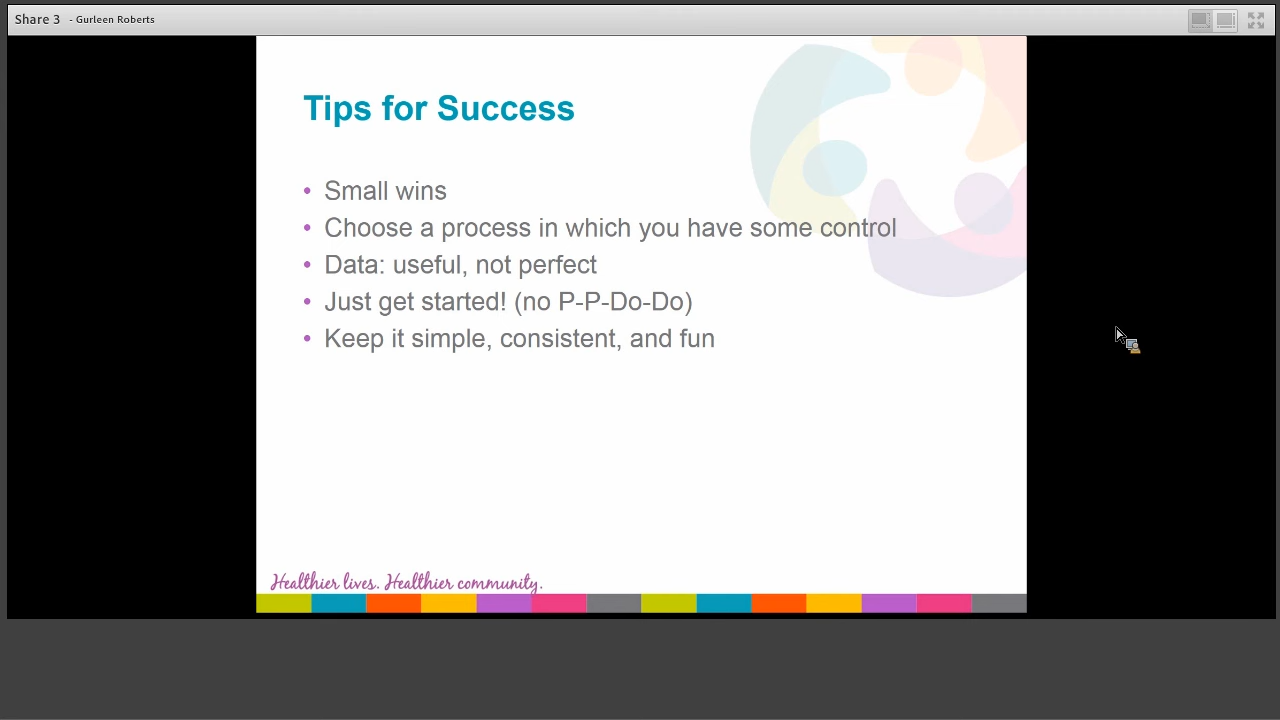 Share 3 - Gurleen Roberts
Tips for Success
• Small wins
• Choose a process in which you have some control
• Data: useful, not perfect
• Just get started! (no P-P-Do-Do)
• Keep it simple, consistent, and fun
Healthier lives. Healthier community.